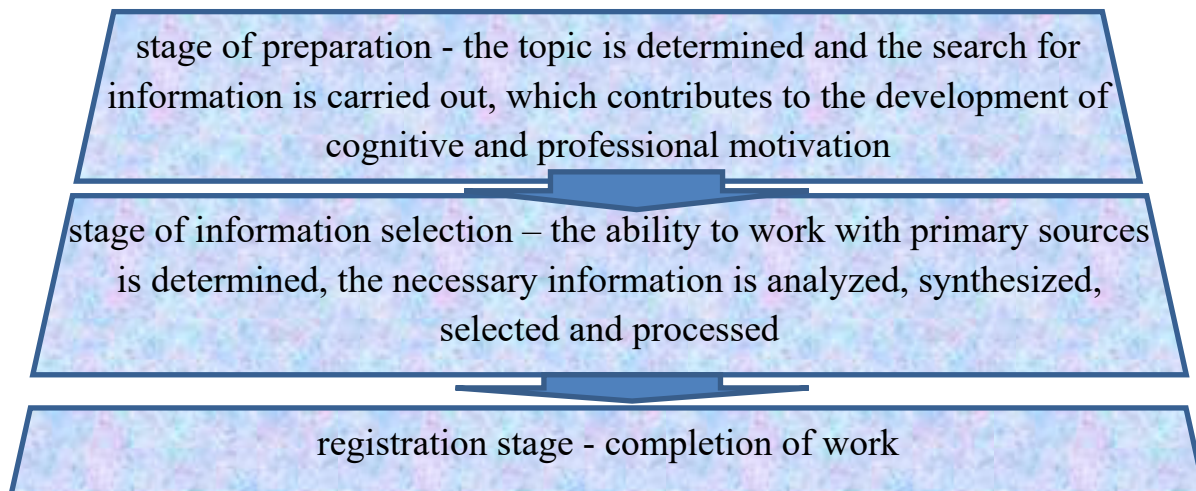 stage of preparation - the topic is determined and the search for
information is carried out, which contributes to the development of
cognitive and professional motivation
stage of information selection – the ability to work with primary sources
is determined, the necessary information is analyzed, synthesized,
selected and processed
registration stage - completion of work